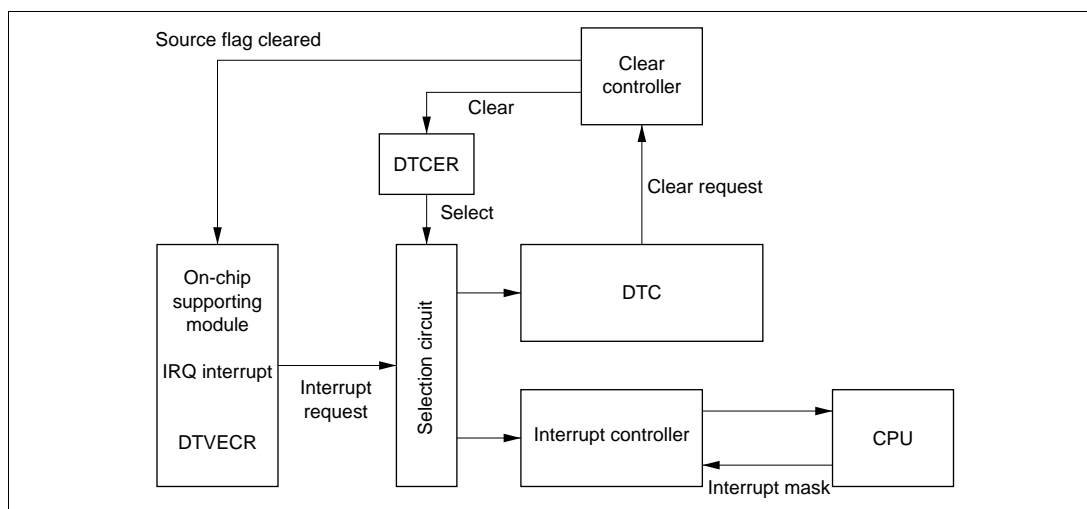 Source flag cleared
Clear
controller
Clear
DTCER
Clear request
Select
On-chip
supporting
module
DTC
Selection circuit
IRQ interrupt
Interrupt
request
DTVECR
Interrupt controller
CPU
Interrupt mask